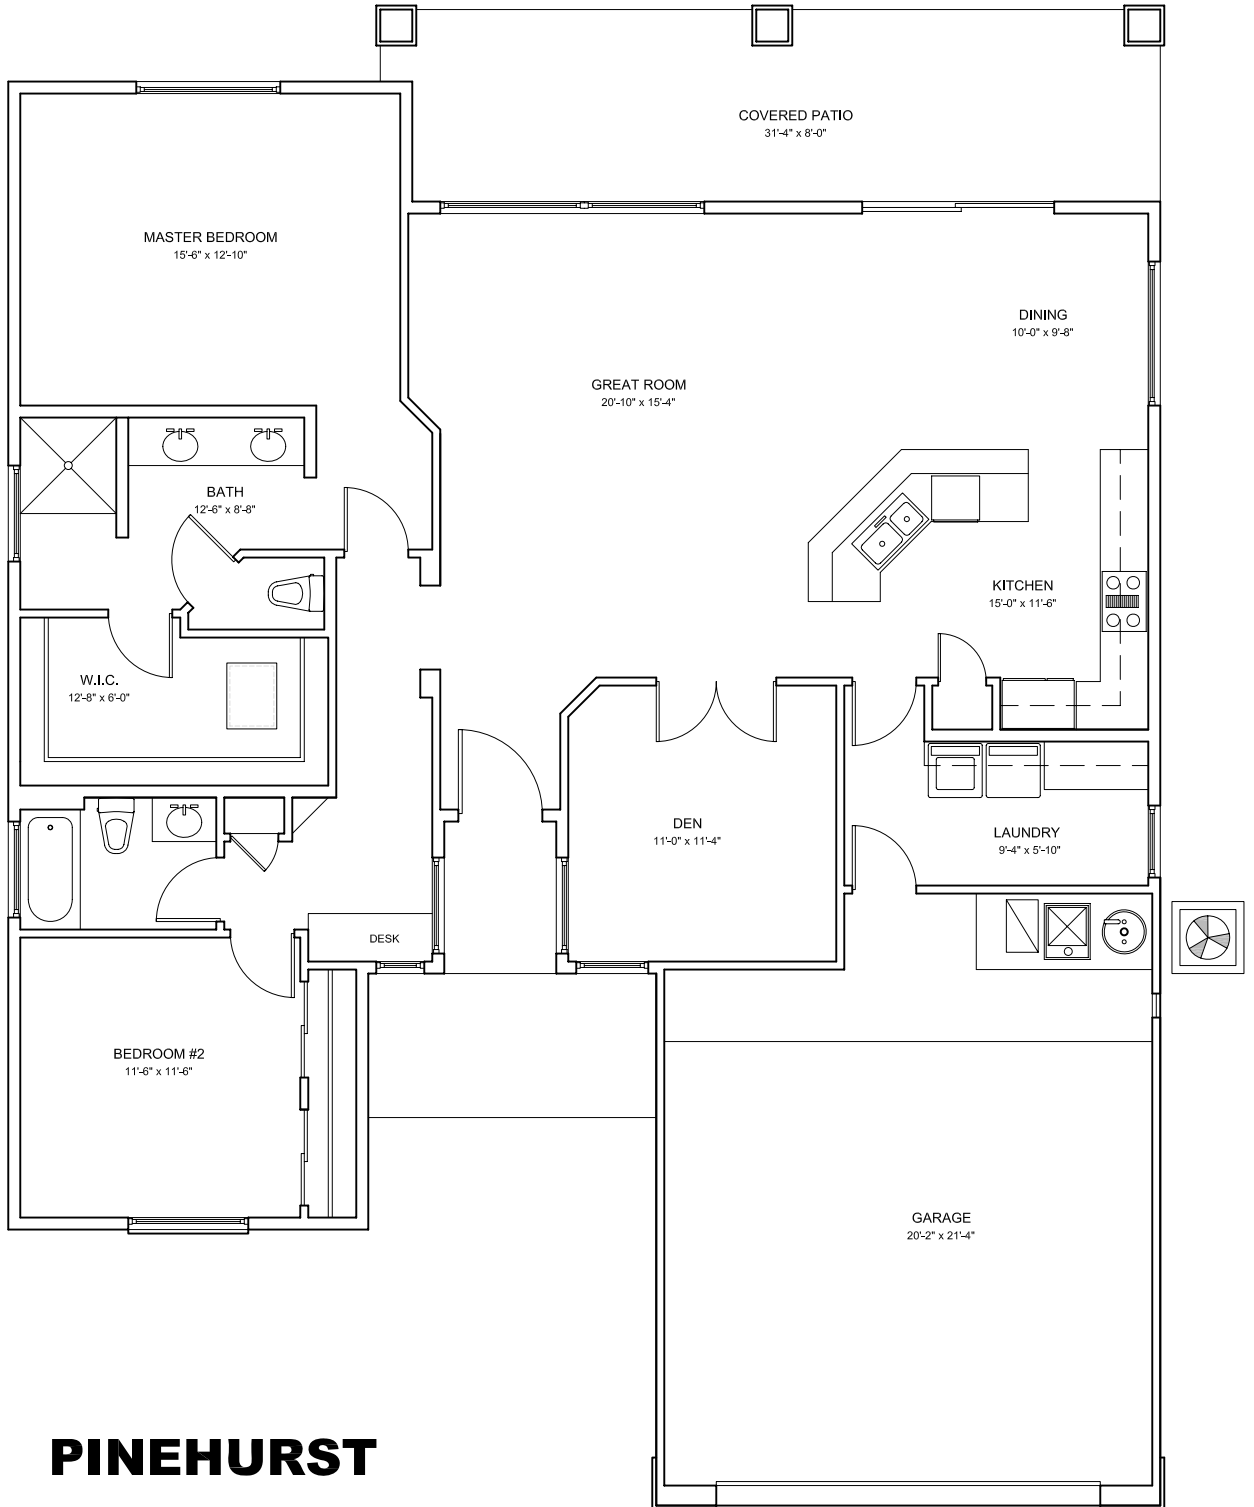 COVERED PATIO
31'-4" x 8'-0"
MASTER BEDROOM
15'-6" x 12'-10"
DINING
10'-0" x 9'-8"
GREAT ROOM
20'-10" x 15'-4"
BATH
12'-6" x 8'-8"
KITCHEN
15'-0" x 11'-6"
W.I.C.
12'-8" x 6'-0"
DEN
11'-0" x 11'-4"
LAUNDRY
9'-4" x 5'-10"
DESK
BEDROOM #2
11'-6" x 11'-6"
GARAGE
20'-2" x 21'-4"
PINEHURST